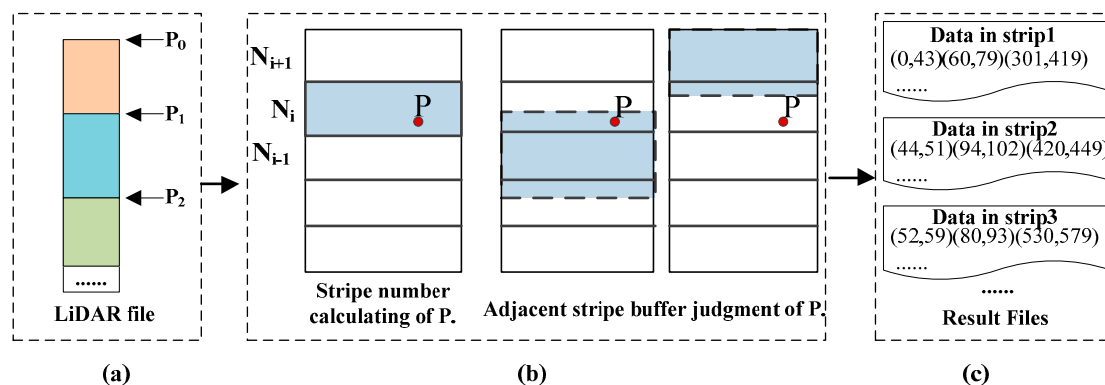 P0
P1
P2
......
LiDAR file
(a)
Ni+1
Ni
Ni-1
P
P
P
Stripe number
calculating of P.
Adjacent stripe buffer judgment of P.
(b)
Data in strip1
(0,43)(60,79)(301,419)
......
Data in strip2
(44,51)(94,102)(420,449)
......
Data in strip3
(52,59)(80,93)(530,579)
......
......
Result Files
(c)